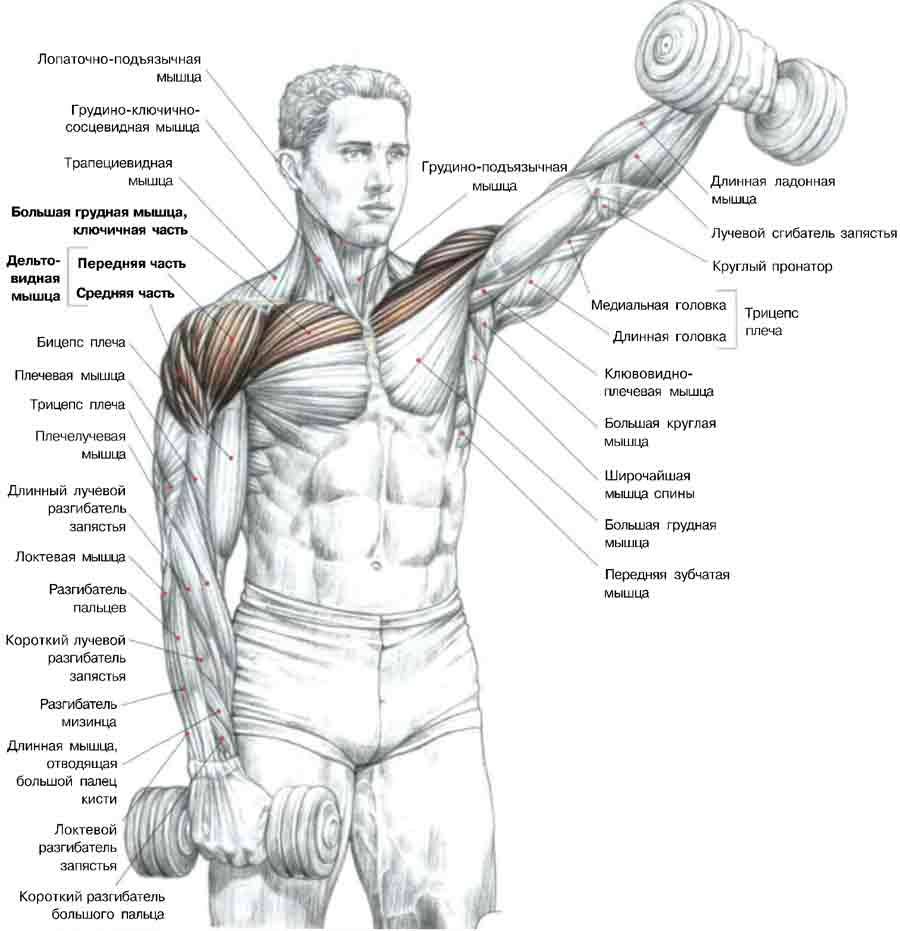 Лопаточно-подъязычная
мышца
Грудино-ключично-
сосцевидная мышца
Трапециевидная
мышца
Большая грудная мышца,
ключичная часть
Дельто-
видная
мышца
Передняя часть
Средняя часть
Бицепс плеча
Плечевая мышца
Трицепс плеча
Плечелучевая
мышца
Длинный лучевой
разгибатель
запястья
Локтевая мышца
Разгибатель
пальцев
Короткий лучевой
разгибатель
запястья
Разгибатель
мизинца
Длинная мышца,
отводящая
большой палец
кисти
Локтевой
разгибатель
запястья
Короткий разгибатель
большого пальца
Грудино-подъязычная
мышца
Длинная ладонная
мышца
Лучевой сгибатель запястья
Круглый пронатор
Медиальная головка
Длинная головка
Трицепс
плеча
Клювовидно-
плечевая мышца
Большая круглая
мышца
Широчайшая
мышца спины
Большая грудная
мышца
Передняя зубчатая
мышца